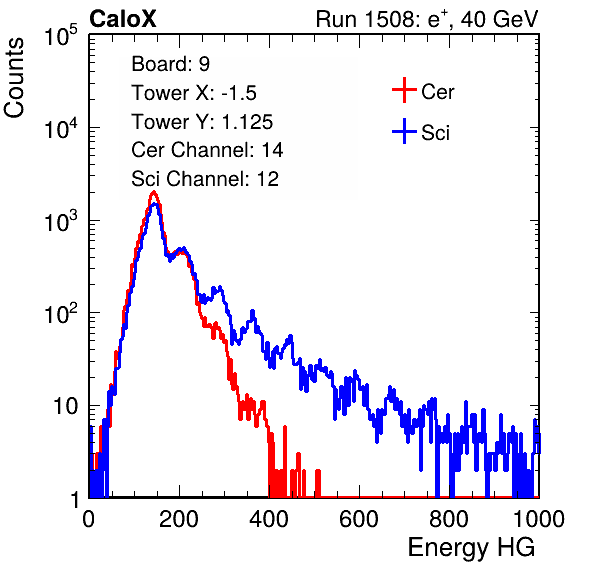 CaloX Run 1508: e⁺, 40 GeV
Counts
10⁵
10⁴
10³
10²
10
1
Board: 9
Tower X: -1.5
Tower Y: 1.125
Cer Channel: 14
Sci Channel: 12
Cer
Sci
0 200 400 600 800 1000
Energy HG